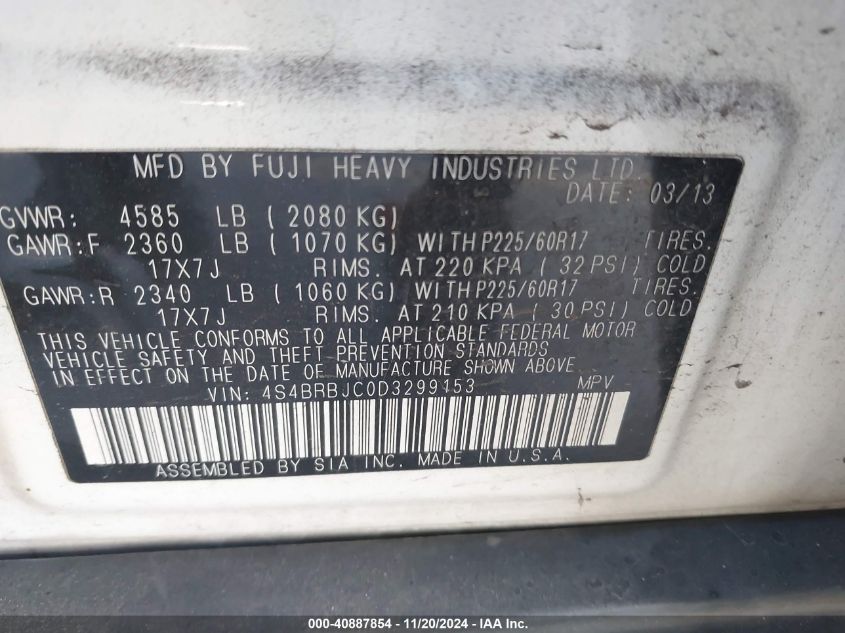 MFD BY FUJI HEAVY INDUSTRIES LTD.
DATE: 03/13
GVWR: 4585 LB ( 2080 KG)
GAWR:F 2360 LB ( 1070 KG) WITH P225/60R17 TIRES.
17X7J RIMS. AT 220 KPA ( 32 PSI) COLD
GAWR:R 2340 LB ( 1060 KG) WITH P225/60R17 TIRES.
17X7J RIMS. AT 210 KPA ( 30 PSI) COLD
THIS VEHICLE CONFORMS TO ALL APPLICABLE FEDERAL MOTOR
VEHICLE SAFETY AND THEFT PREVENTION STANDARDS
IN EFFECT ON THE DATE OF MANUFACTURE SHOWN ABOVE
VIN: 4S4BRBJC0D3299153 MPV
ASSEMBLED BY SIA INC. MADE IN U.S.A.
000-40887854 - 11/20/2024 - IAA Inc.